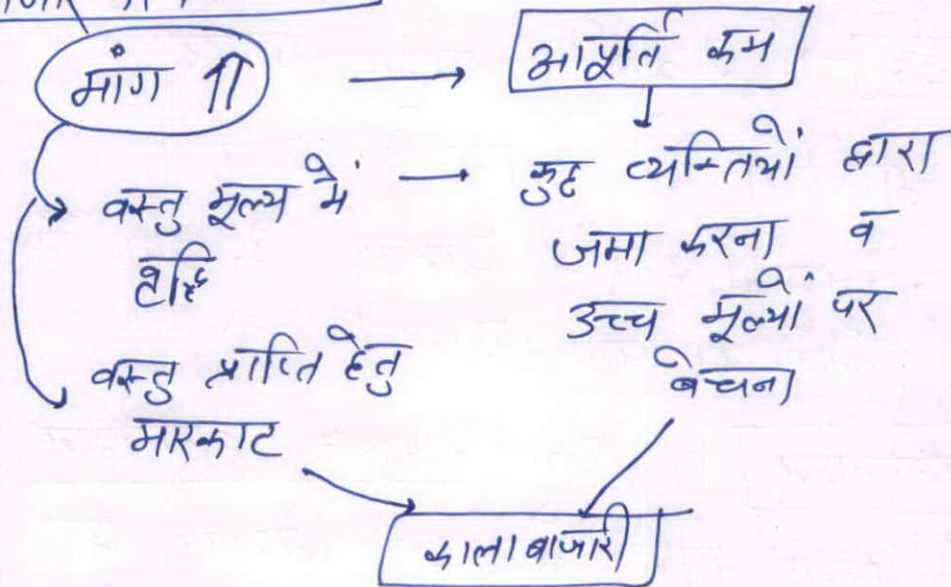 मांग ⇑ → आपूर्ति कम
वस्तु मूल्य में → कुछ व्यक्तियों द्वारा
वृद्धि
जमा करना व
उच्च मूल्यों पर
बेचना
वस्तु प्राप्ति हेतु
मारकाट
कालाबाजारी